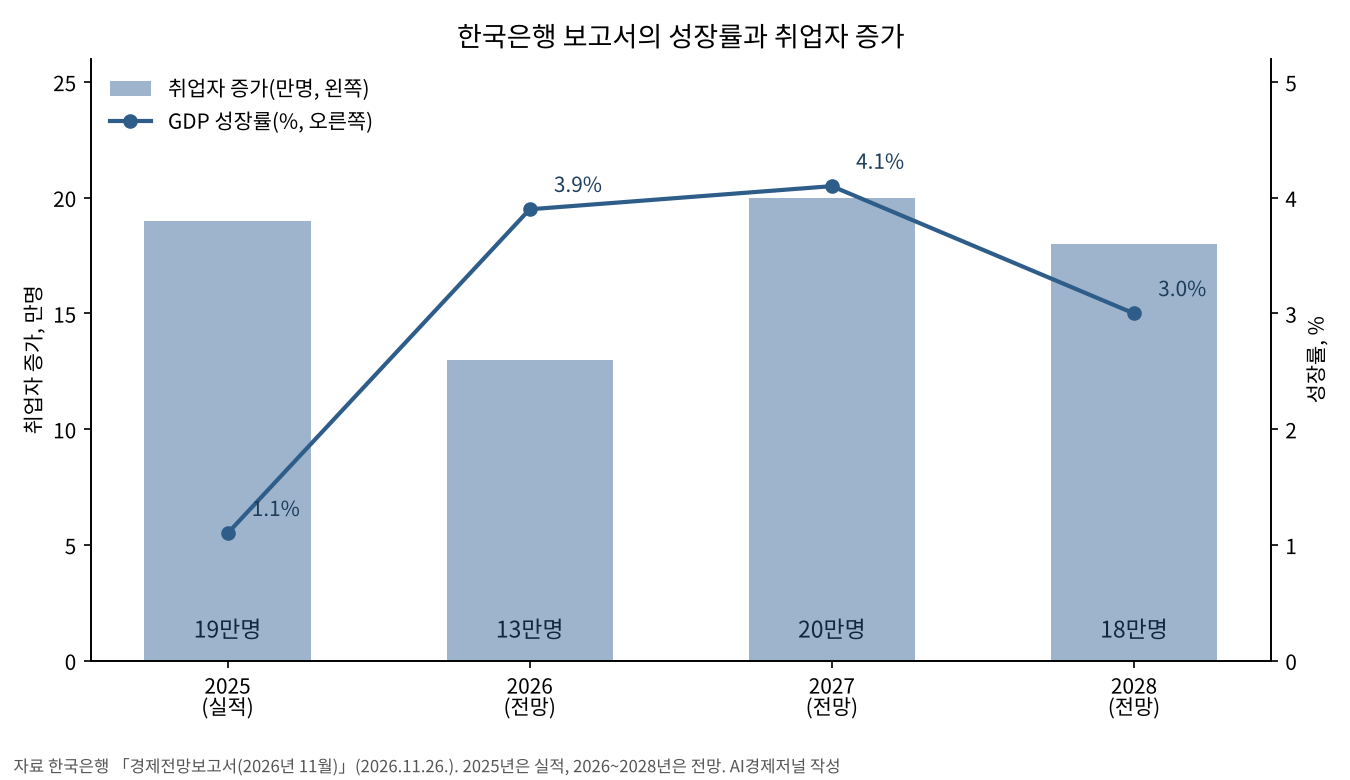 한국은행 보고서의 성장률과 취업자 증가
취업자 증가(만명, 왼쪽)
GDP 성장률(%, 오른쪽)
취업자 증가, 만명
25
20
15
10
5
0
성장률, %
5
4
3
2
1
0
1.1%
3.9%
4.1%
3.0%
19만명
13만명
20만명
18만명
2025
(실적)
2026
(전망)
2027
(전망)
2028
(전망)
자료 한국은행 「경제전망보고서(2026년 11월)」(2026.11.26.). 2025년은 실적, 2026~2028년은 전망. AI경제저널 작성